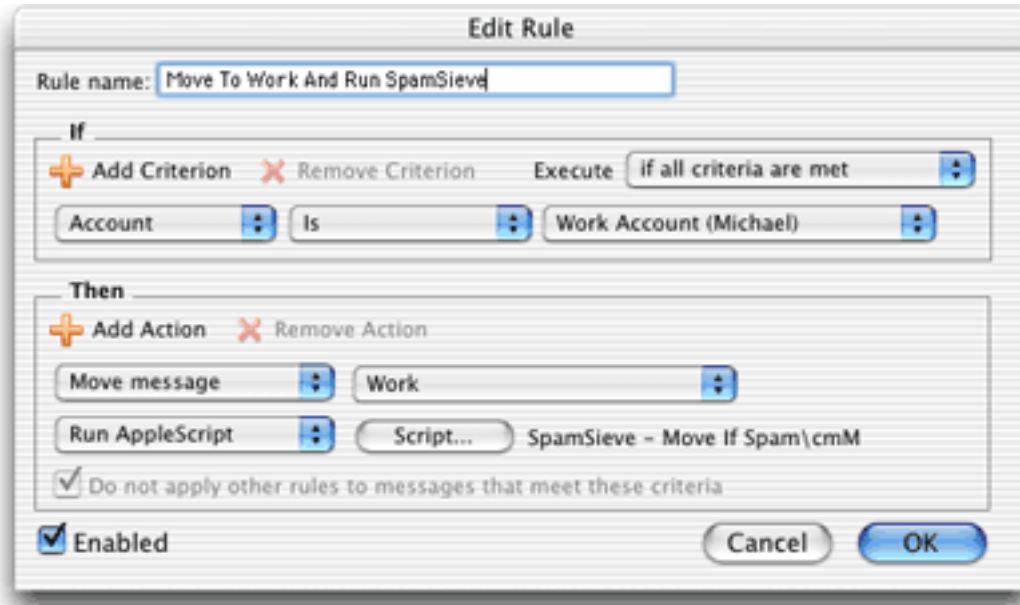 Edit Rule
Rule name: Move To Work And Run SpamSieve
If
Add Criterion Remove Criterion Execute if all criteria are met
Account Is Work Account (Michael)
Then
Add Action Remove Action
Move message Work
Run AppleScript Script... SpamSieve - Move If Spam\cmM
Do not apply other rules to messages that meet these criteria
Enabled Cancel OK